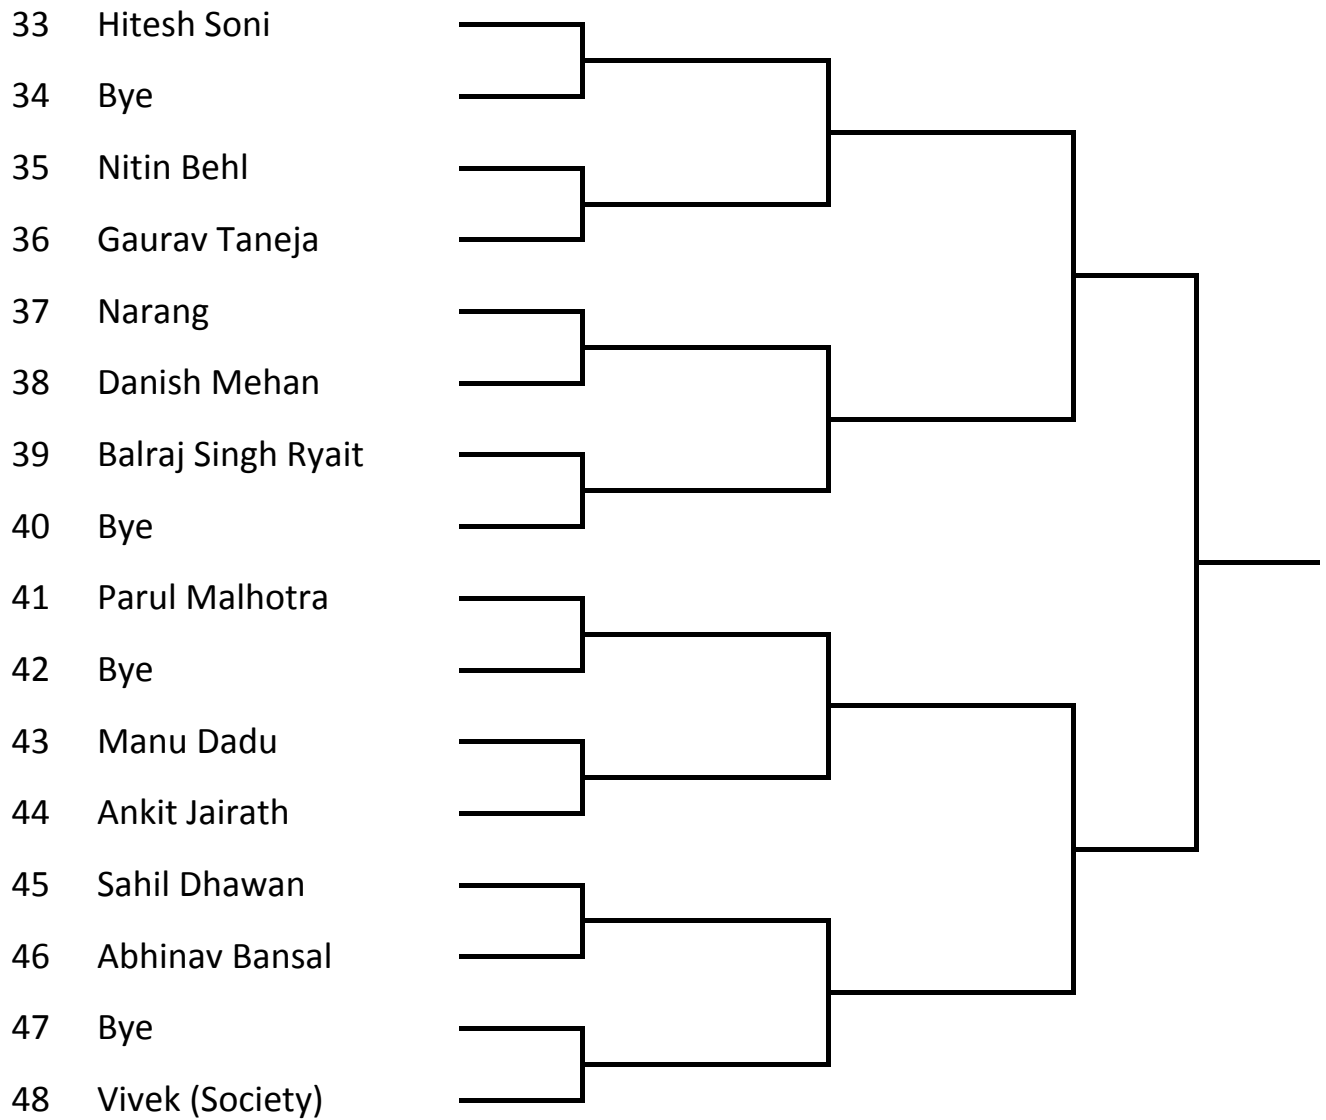 33 Hitesh Soni
34 Bye
35 Nitin Behl
36 Gaurav Taneja
37 Narang
38 Danish Mehan
39 Balraj Singh Ryait
40 Bye
41 Parul Malhotra
42 Bye
43 Manu Dadu
44 Ankit Jairath
45 Sahil Dhawan
46 Abhinav Bansal
47 Bye
48 Vivek (Society)